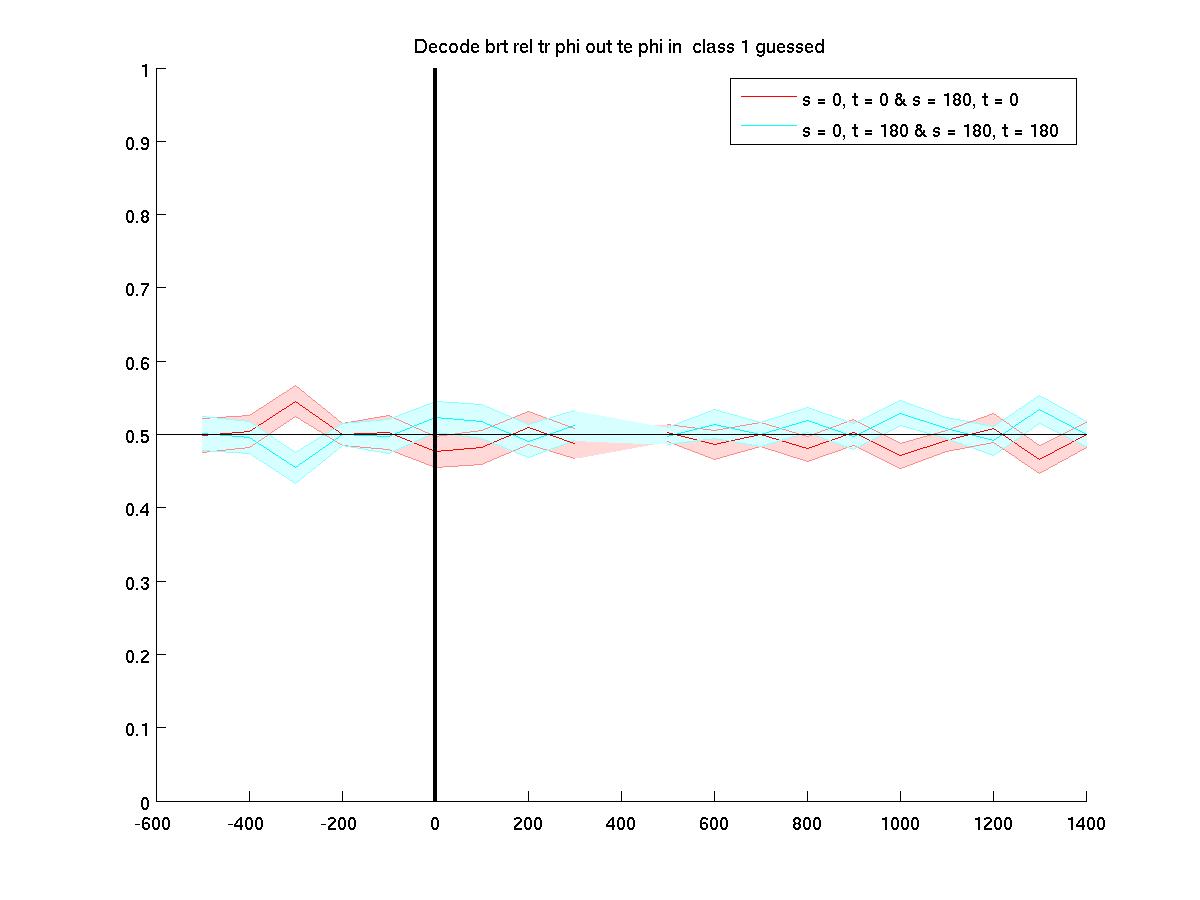 Decode brt rel tr phi out te phi in  class 1 guessed
s = 0, t = 0 & s = 180, t = 0
s = 0, t = 180 & s = 180, t = 180
1
0.9
0.8
0.7
0.6
0.5
0.4
0.3
0.2
0.1
0
-600 -400 -200 0 200 400 600 800 1000 1200 1400